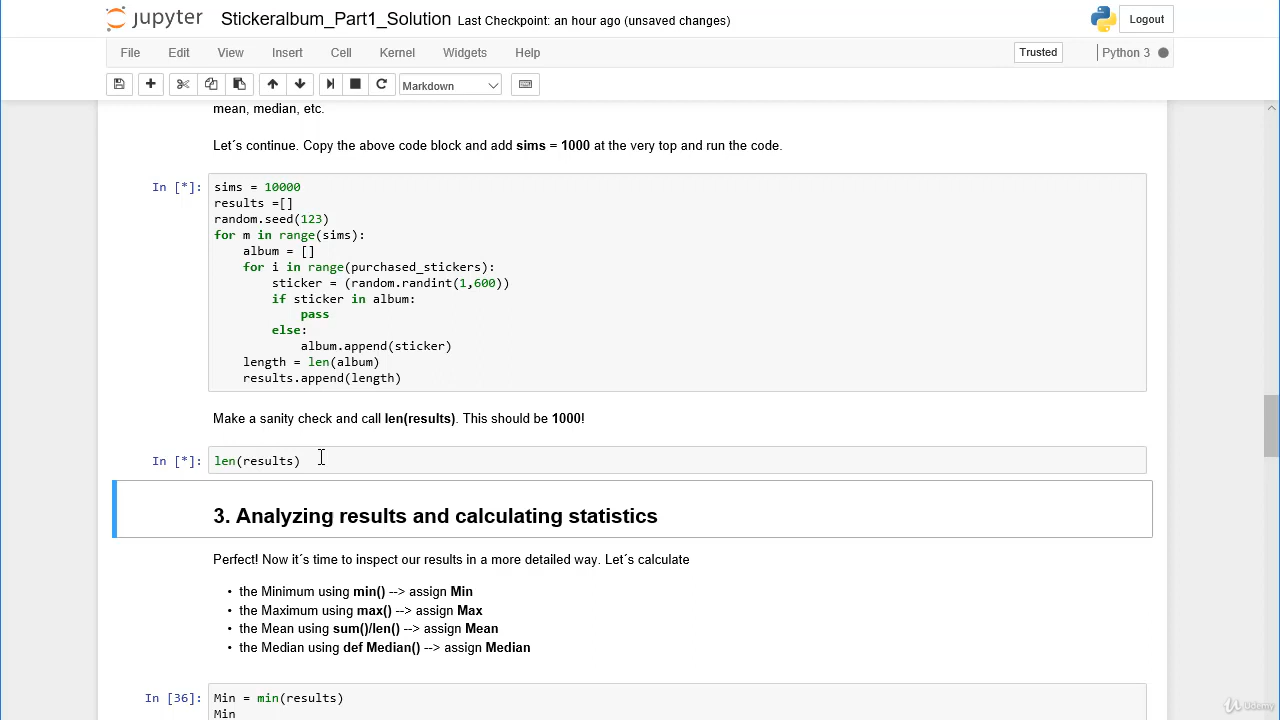 jupyter Stickeralbum_Part1_Solution Last Checkpoint: an hour ago (unsaved changes) Logout
File Edit View Insert Cell Kernel Widgets Help Trusted Python 3
Markdown
mean, median, etc.
Let´s continue. Copy the above code block and add sims = 1000 at the very top and run the code.
In [*]: sims = 10000
results =[]
random.seed(123)
for m in range(sims):
    album = []
    for i in range(purchased_stickers):
        sticker = (random.randint(1,600))
        if sticker in album:
            pass
        else:
            album.append(sticker)
    length = len(album)
    results.append(length)
Make a sanity check and call len(results). This should be 1000!
In [*]: len(results)
3. Analyzing results and calculating statistics
Perfect! Now it´s time to inspect our results in a more detailed way. Let´s calculate
• the Minimum using min() --> assign Min
• the Maximum using max() --> assign Max
• the Mean using sum()/len() --> assign Mean
• the Median using def Median() --> assign Median
In [36]: Min = min(results)
Min
Udemy